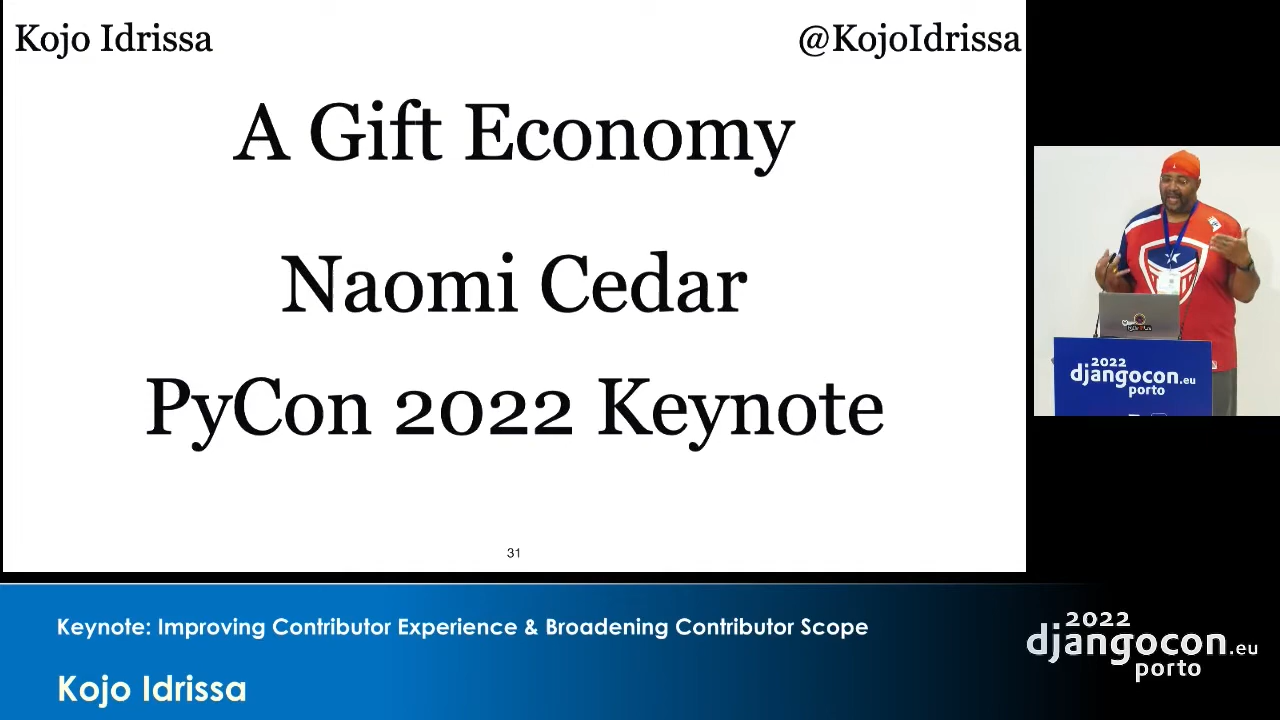 Kojo Idrissa
@KojoIdrissa
A Gift Economy
Naomi Cedar
PyCon 2022 Keynote
31
2022
djangocon.eu
porto
Keynote: Improving Contributor Experience & Broadening Contributor Scope
Kojo Idrissa
2022
djangocon.eu
porto